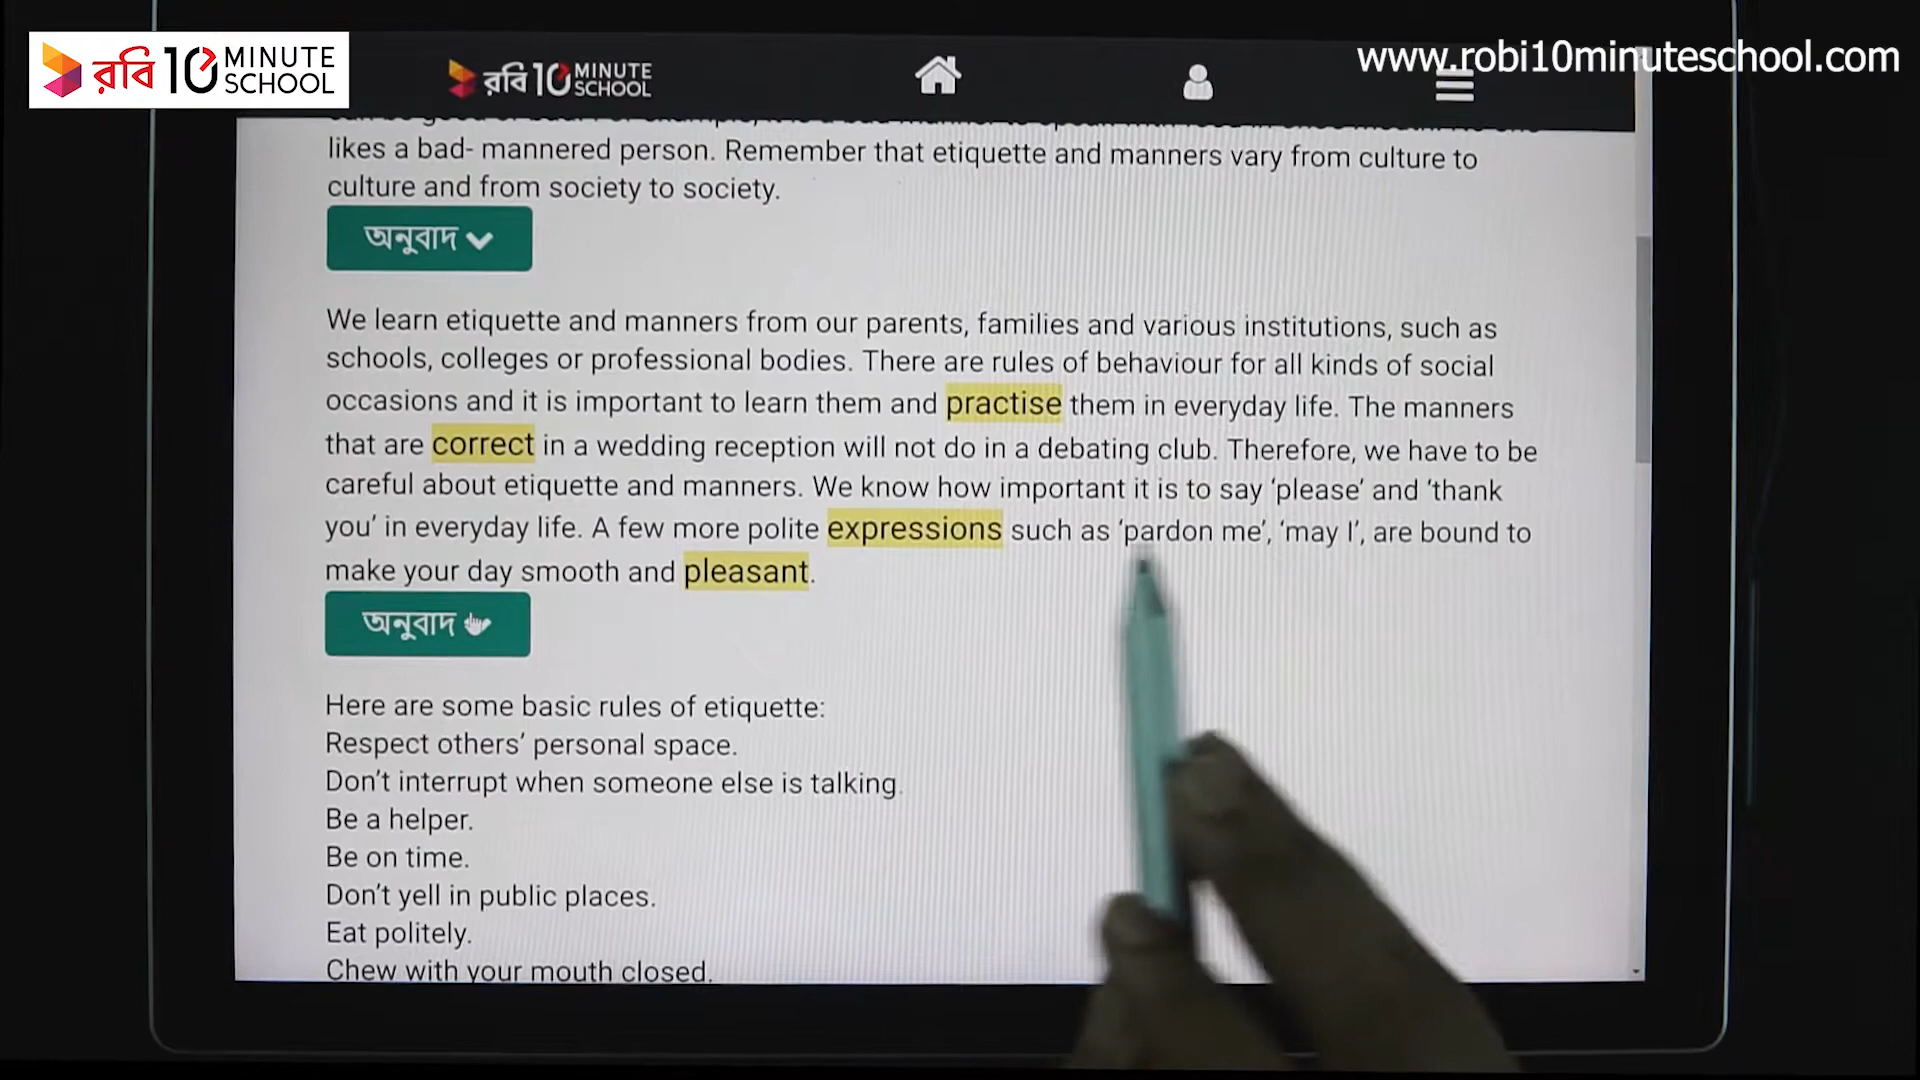 রবি 10 MINUTE SCHOOL
রবি 10 MINUTE SCHOOL
www.robi10minuteschool.com
likes a bad- mannered person. Remember that etiquette and manners vary from culture to
culture and from society to society.
অনুবাদ
We learn etiquette and manners from our parents, families and various institutions, such as
schools, colleges or professional bodies. There are rules of behaviour for all kinds of social
occasions and it is important to learn them and practise them in everyday life. The manners
that are correct in a wedding reception will not do in a debating club. Therefore, we have to be
careful about etiquette and manners. We know how important it is to say ‘please’ and ‘thank
you’ in everyday life. A few more polite expressions such as ‘pardon me’, ‘may I’, are bound to
make your day smooth and pleasant.
অনুবাদ
Here are some basic rules of etiquette:
Respect others’ personal space.
Don’t interrupt when someone else is talking.
Be a helper.
Be on time.
Don’t yell in public places.
Eat politely.
Chew with your mouth closed.